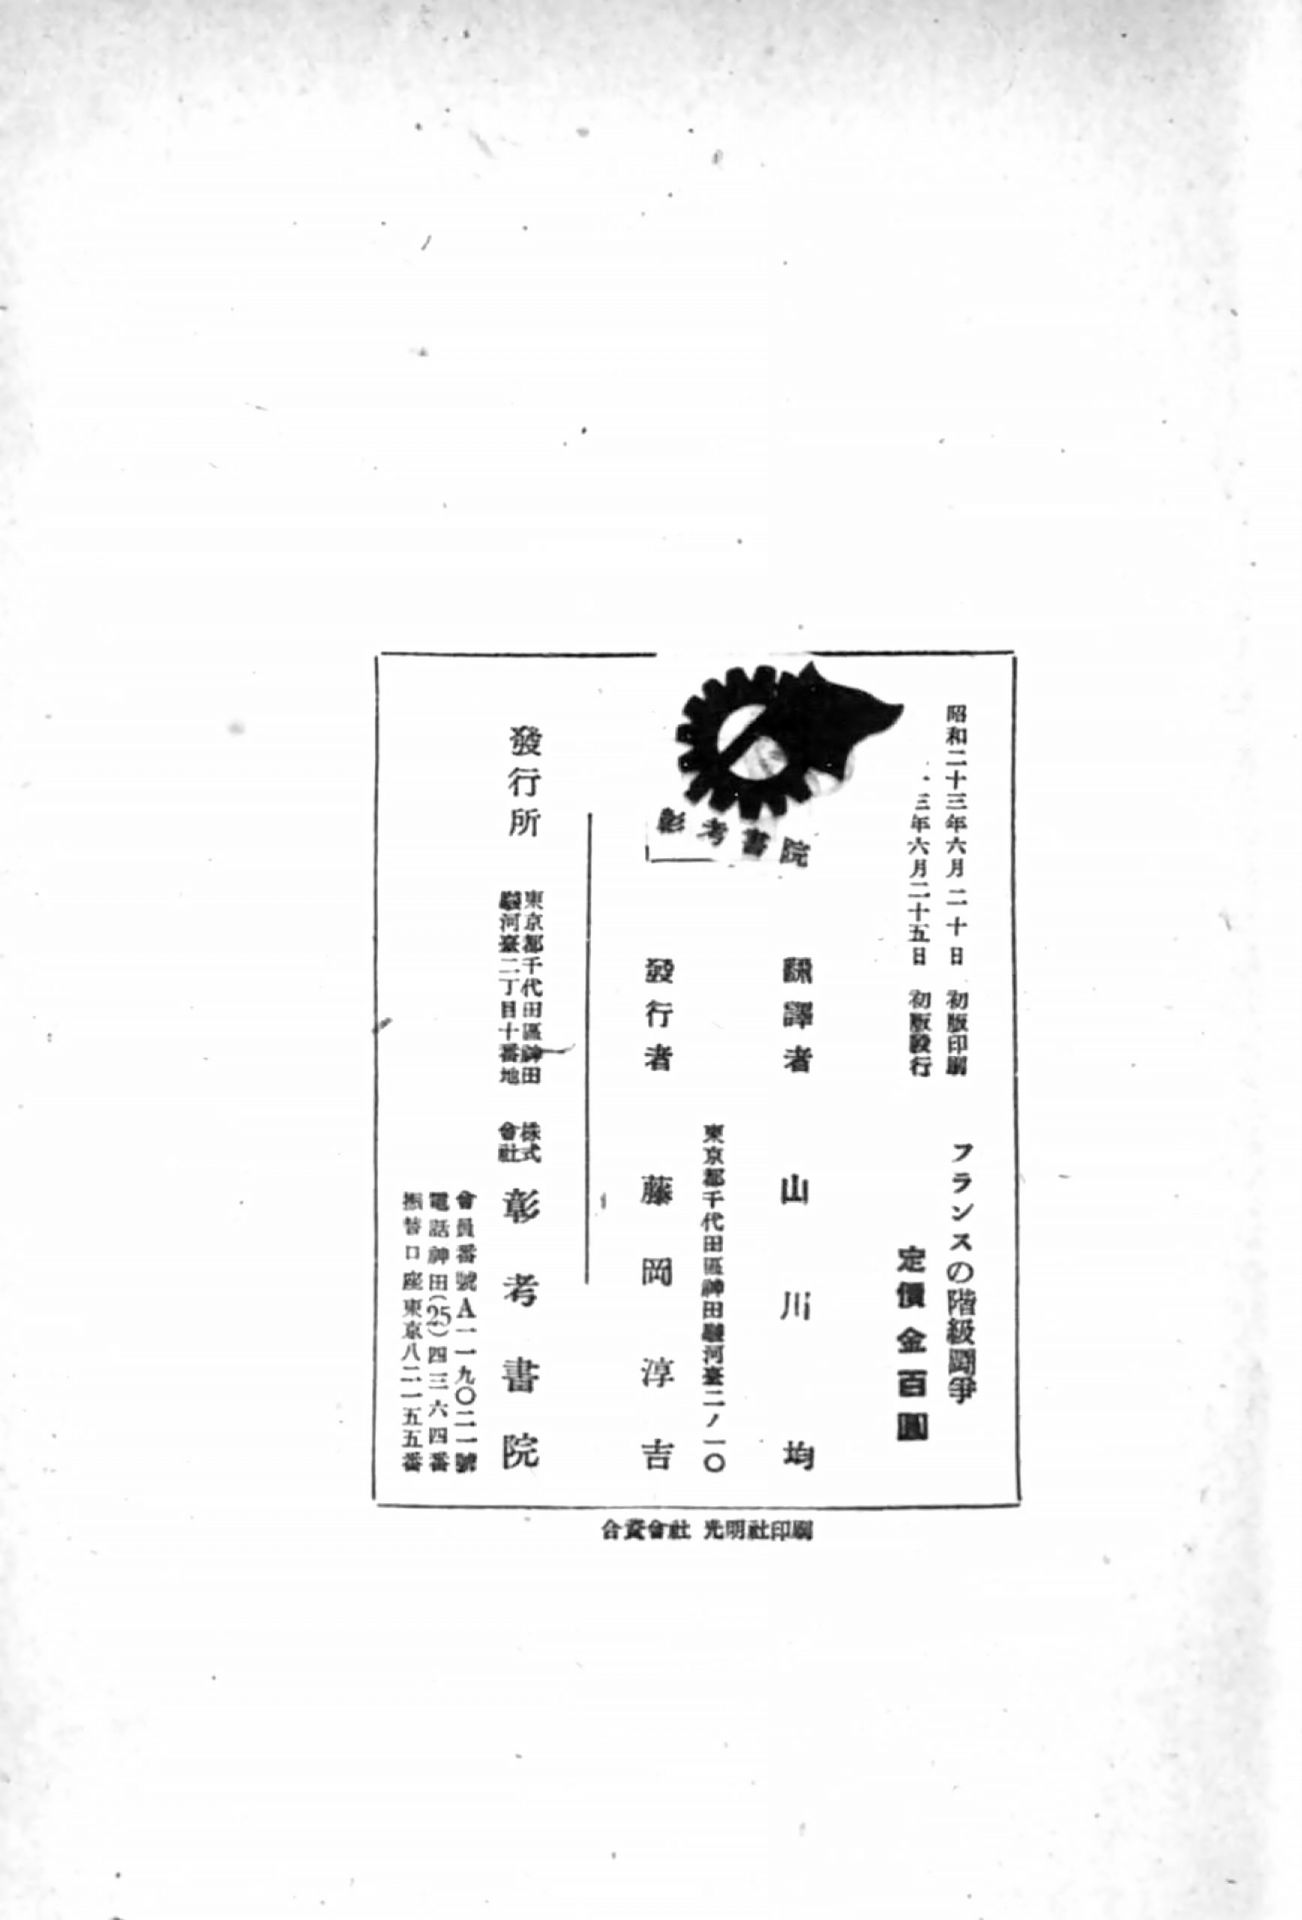 昭和二十三年六月二十日 初版印刷
三年六月二十五日 初版發行
フランスの階級鬪爭
定價金百圓
彰考書院
飜譯者 山川均
東京都千代田區神田駿河臺二ノ一〇
發行者 藤岡淳吉
發行所
東京都千代田區神田
駿河臺二丁目十番地
株式
會社
彰考書院
會員番號A一一九〇二一號
電話神田(25)四三六四番
振替口座東京八二一五五番
合資會社 光明社印刷